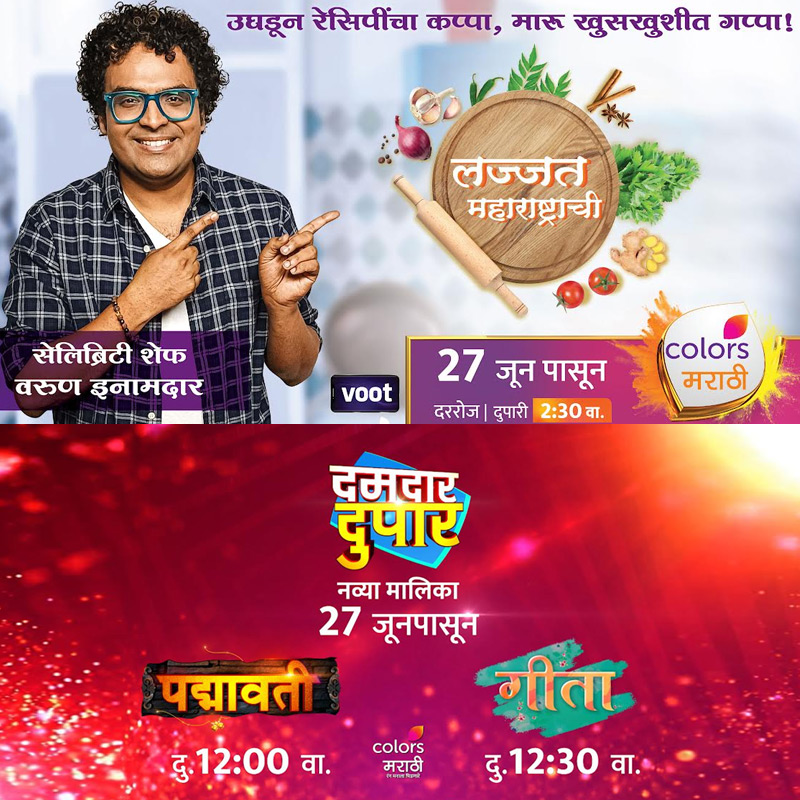 उघडून रेसिपींचा कप्पा, मारू खुसखुशीत गप्पा!
लज्जत
महाराष्ट्राची
सेलिब्रिटी शेफ
वरुण इनामदार
voot
27 जून पासून
दररोज | दुपारी 2:30 वा.
colors
मराठी
दमदार
दुपार
नव्या मालिका
27 जूनपासून
पद्मावती
गीता
दु.12:00 वा.
colors
मराठी
दु.12:30 वा.